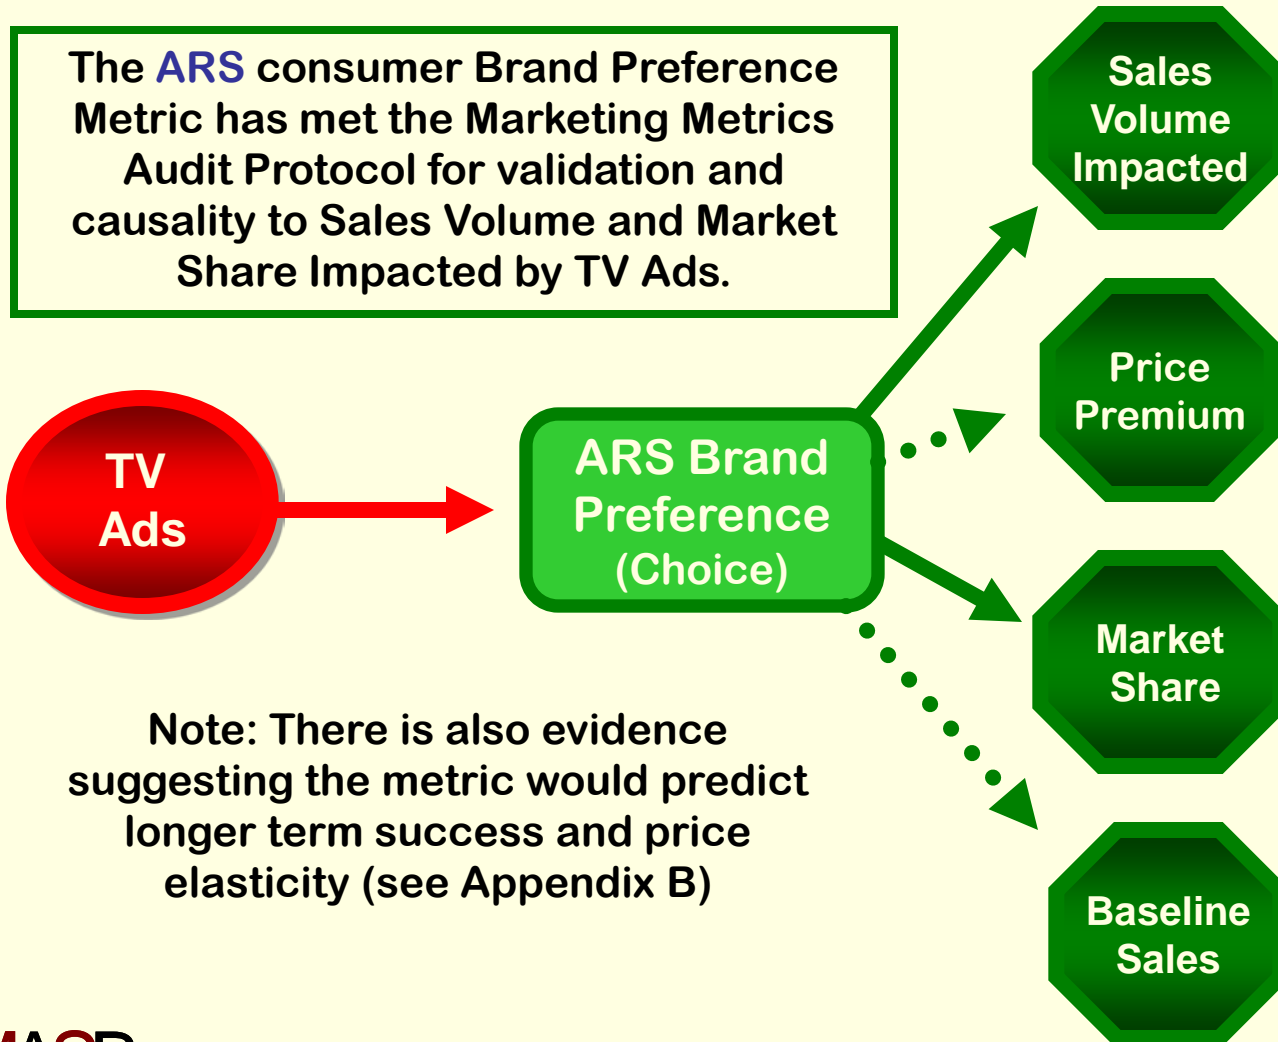 The ARS consumer Brand Preference
Metric has met the Marketing Metrics
Audit Protocol for validation and
causality to Sales Volume and Market
Share Impacted by TV Ads.
Sales
Volume
Impacted
Price
Premium
TV
Ads
ARS Brand
Preference
(Choice)
Market
Share
Note: There is also evidence
suggesting the metric would predict
longer term success and price
elasticity (see Appendix B)
Baseline
Sales